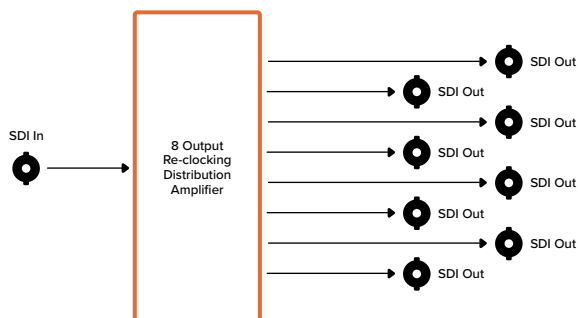 SDI In
8 Output
Re-clocking
Distribution
Amplifier
SDI Out
SDI Out
SDI Out
SDI Out
SDI Out
SDI Out
SDI Out
SDI Out